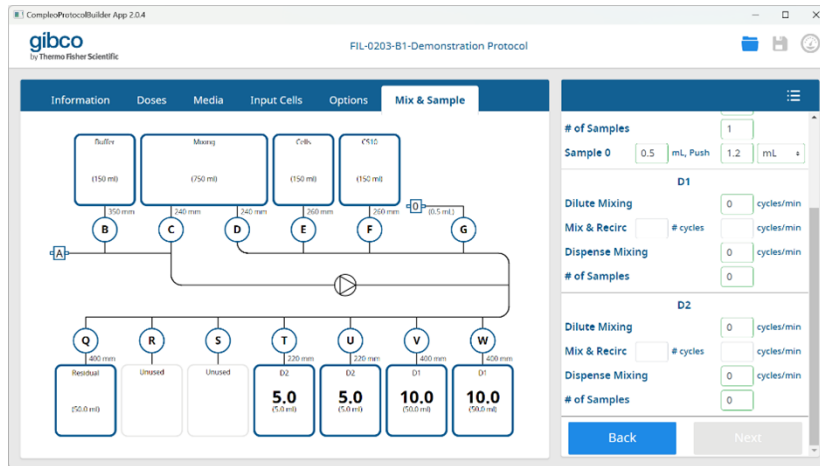 CompleoProtocolBuilder App 2.0.4
gibco
by Thermo Fisher Scientific
FIL-0203-B1-Demonstration Protocol
Information Doses Media Input Cells Options Mix & Sample
Buffer
(150 ml)
(750 ml)
Cells
(150 ml)
CS10
(150 ml)
350 mm
240 mm
240 mm
260 mm
260 mm
0
(0.5 mL)
B C D E F G
A
Q R S T U V W
400 mm
220 mm
220 mm
400 mm
400 mm
Residual
(50.0 ml)
Unused
Unused
D2
5.0
(5.0 ml)
D2
5.0
(5.0 ml)
D1
10.0
(50.0 ml)
D1
10.0
(50.0 ml)
# of Samples 1
Sample 0 0.5 mL, Push 1.2 mL
D1
Dilute Mixing 0 cycles/min
Mix & Recirc # cycles cycles/min
Dispense Mixing 0 cycles/min
# of Samples 0
D2
Dilute Mixing 0 cycles/min
Mix & Recirc # cycles cycles/min
Dispense Mixing 0 cycles/min
# of Samples 0
Back Next